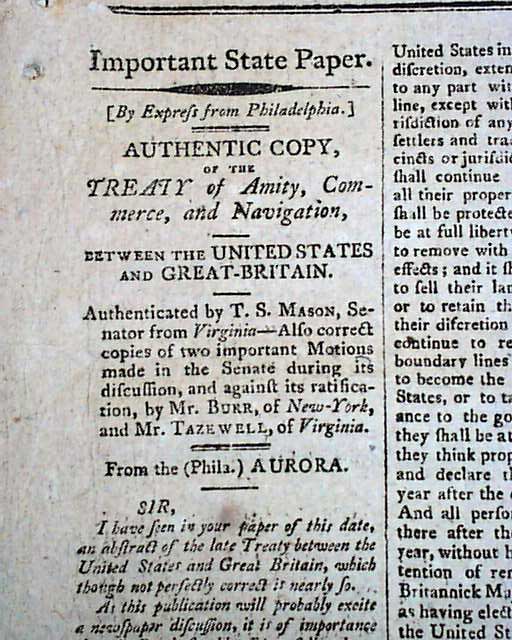 Important State Paper.
[By Expreſs from Philadelphia.]
AUTHENTIC COPY,
OF THE
TREATY of Amity, Com-
merce, and Navigation,
BETWEEN THE UNITED STATES
AND GREAT-BRITAIN.
Authenticated by T. S. MASON, Se-
nator from Virginia—Alſo correct
copies of two important Motions
made in the Senate during its
diſcuſſion, and againſt its ratifica-
tion, by Mr. BURR, of New-York,
and Mr. TAZEWELL, of Virginia.
From the (Phila.) AURORA.
SIR,
I have ſeen in your paper of this date,
an abſtract of the late Treaty between the
United States and Great Britain, which
though not perfectly correct is nearly ſo.
As this publication will probably excite
a newſpaper diſcuſſion, it is of importance
United States in
diſcretion, exten
to any part wit
line, except with
riſdiction of any
ſettlers and tra
cincts or juriſdic
ſhall continue
all their proper
ſhall be protecte
be at full libert
to remove with
effects; and it ſh
to ſell their lan
or to retain th
their diſcretion
continue to re
boundary lines
to become the
States, or to ta
ance to the go
they ſhall be at
they think prop
and declare th
year after the
And all perſon
there after the
year, without h
tention of rem
Britannick Ma
as having elect
the United St